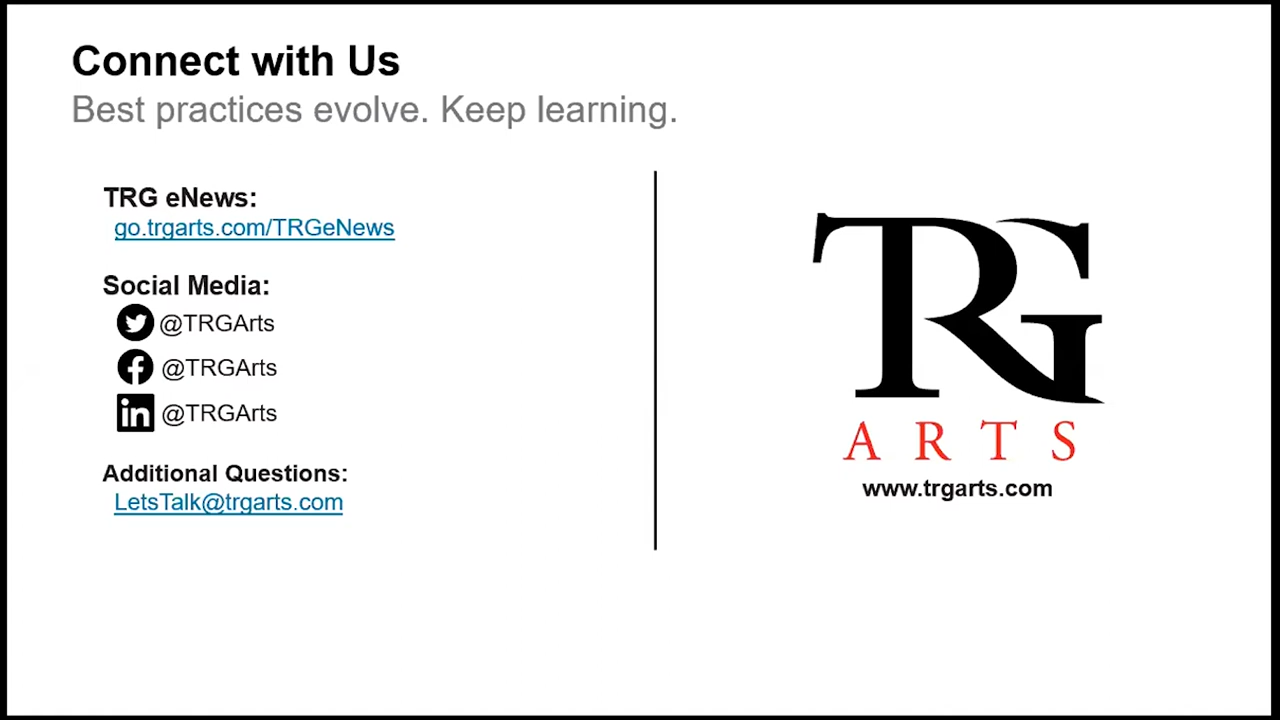 Connect with Us
Best practices evolve. Keep learning.
TRG eNews:
go.trgarts.com/TRGeNews
Social Media:
@TRGArts
@TRGArts
in @TRGArts
Additional Questions:
LetsTalk@trgarts.com
TRG
ARTS
www.trgarts.com